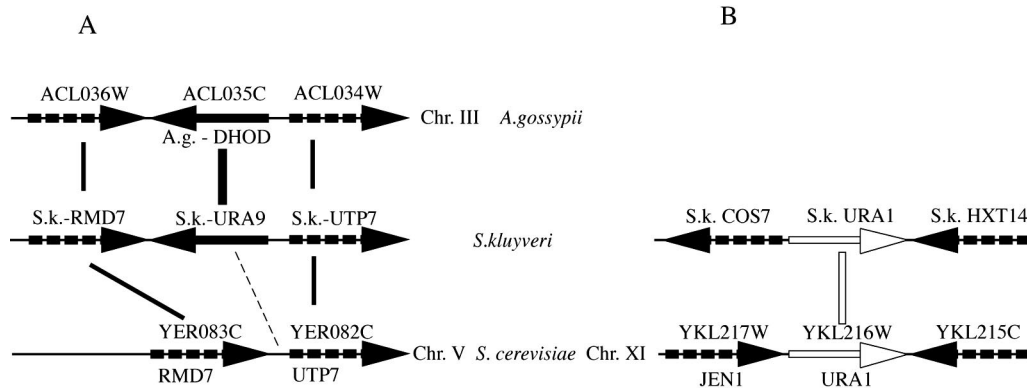 A
B
ACL036W ACL035C ACL034W
Chr. III A.gossypii
A.g. - DHOD
S.k.-RMD7 S.k.-URA9 S.k.-UTP7
S.kluyveri
S.k. COS7 S.k. URA1 S.k. HXT14
YER083C YER082C
Chr. V S. cerevisiae Chr. XI
RMD7 UTP7
YKL217W YKL216W YKL215C
JEN1 URA1